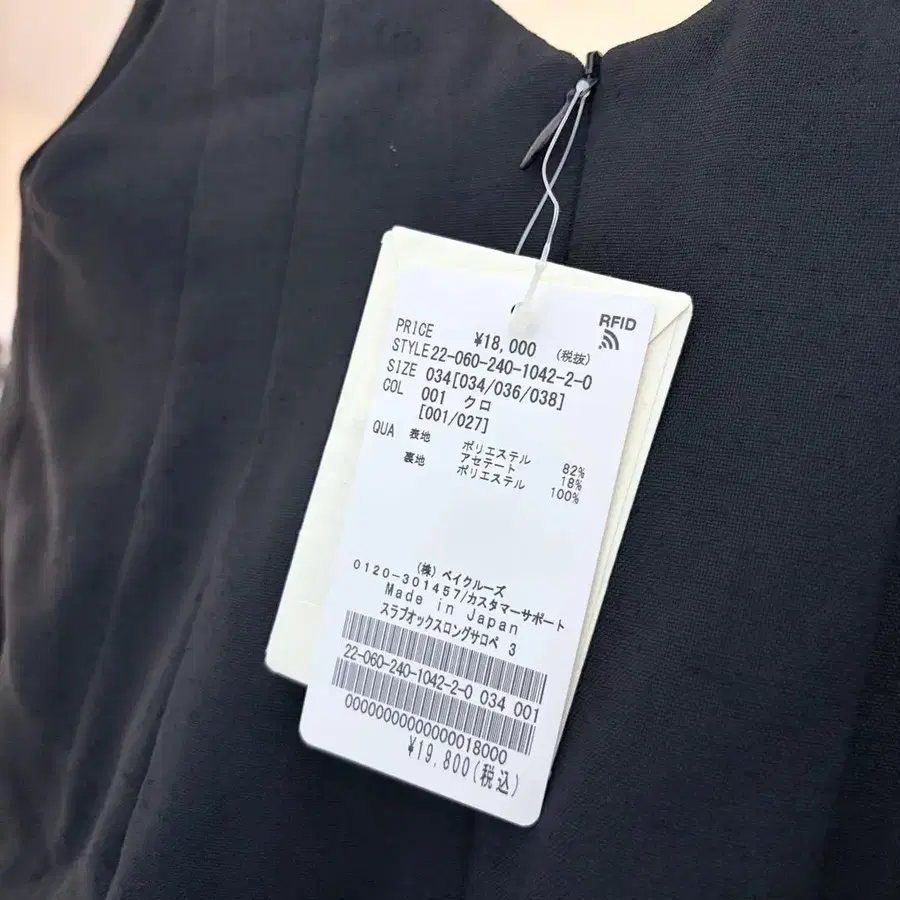 RFID
PRICE ¥18,000 (税抜)
STYLE 22-060-240-1042-2-0
SIZE 034[034/036/038]
COL 001 クロ
[001/027]
QUA 表地 ポリエステル 82%
アセテート 18%
裏地 ポリエステル 100%
(株) ベイクルーズ
0120-301457/カスタマーサポート
Made in Japan
スラブオックスロングサロペ 3
22-060-240-1042-2-0 034 001
0000000000000018000
¥19,800(税込)